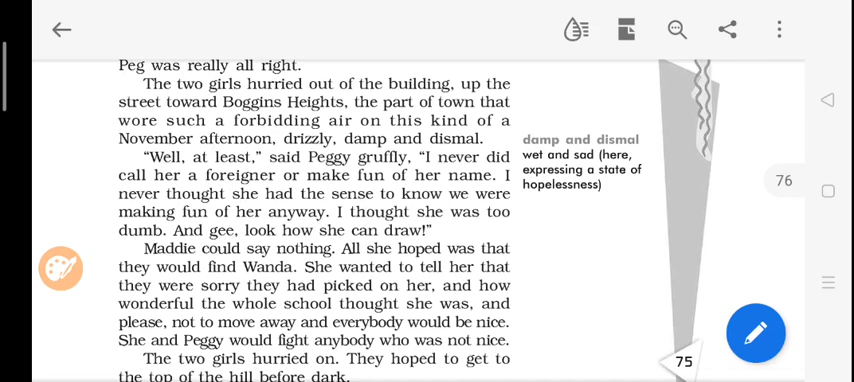 Peg was really all right.
The two girls hurried out of the building, up the
street toward Boggins Heights, the part of town that
wore such a forbidding air on this kind of a
November afternoon, drizzly, damp and dismal.
“Well, at least,” said Peggy gruffly, “I never did
call her a foreigner or make fun of her name. I
never thought she had the sense to know we were
making fun of her anyway. I thought she was too
dumb. And gee, look how she can draw!”
Maddie could say nothing. All she hoped was that
they would find Wanda. She wanted to tell her that
they were sorry they had picked on her, and how
wonderful the whole school thought she was, and
please, not to move away and everybody would be nice.
She and Peggy would fight anybody who was not nice.
The two girls hurried on. They hoped to get to
the top of the hill before dark.
damp and dismal
wet and sad (here,
expressing a state of
hopelessness)
76
75